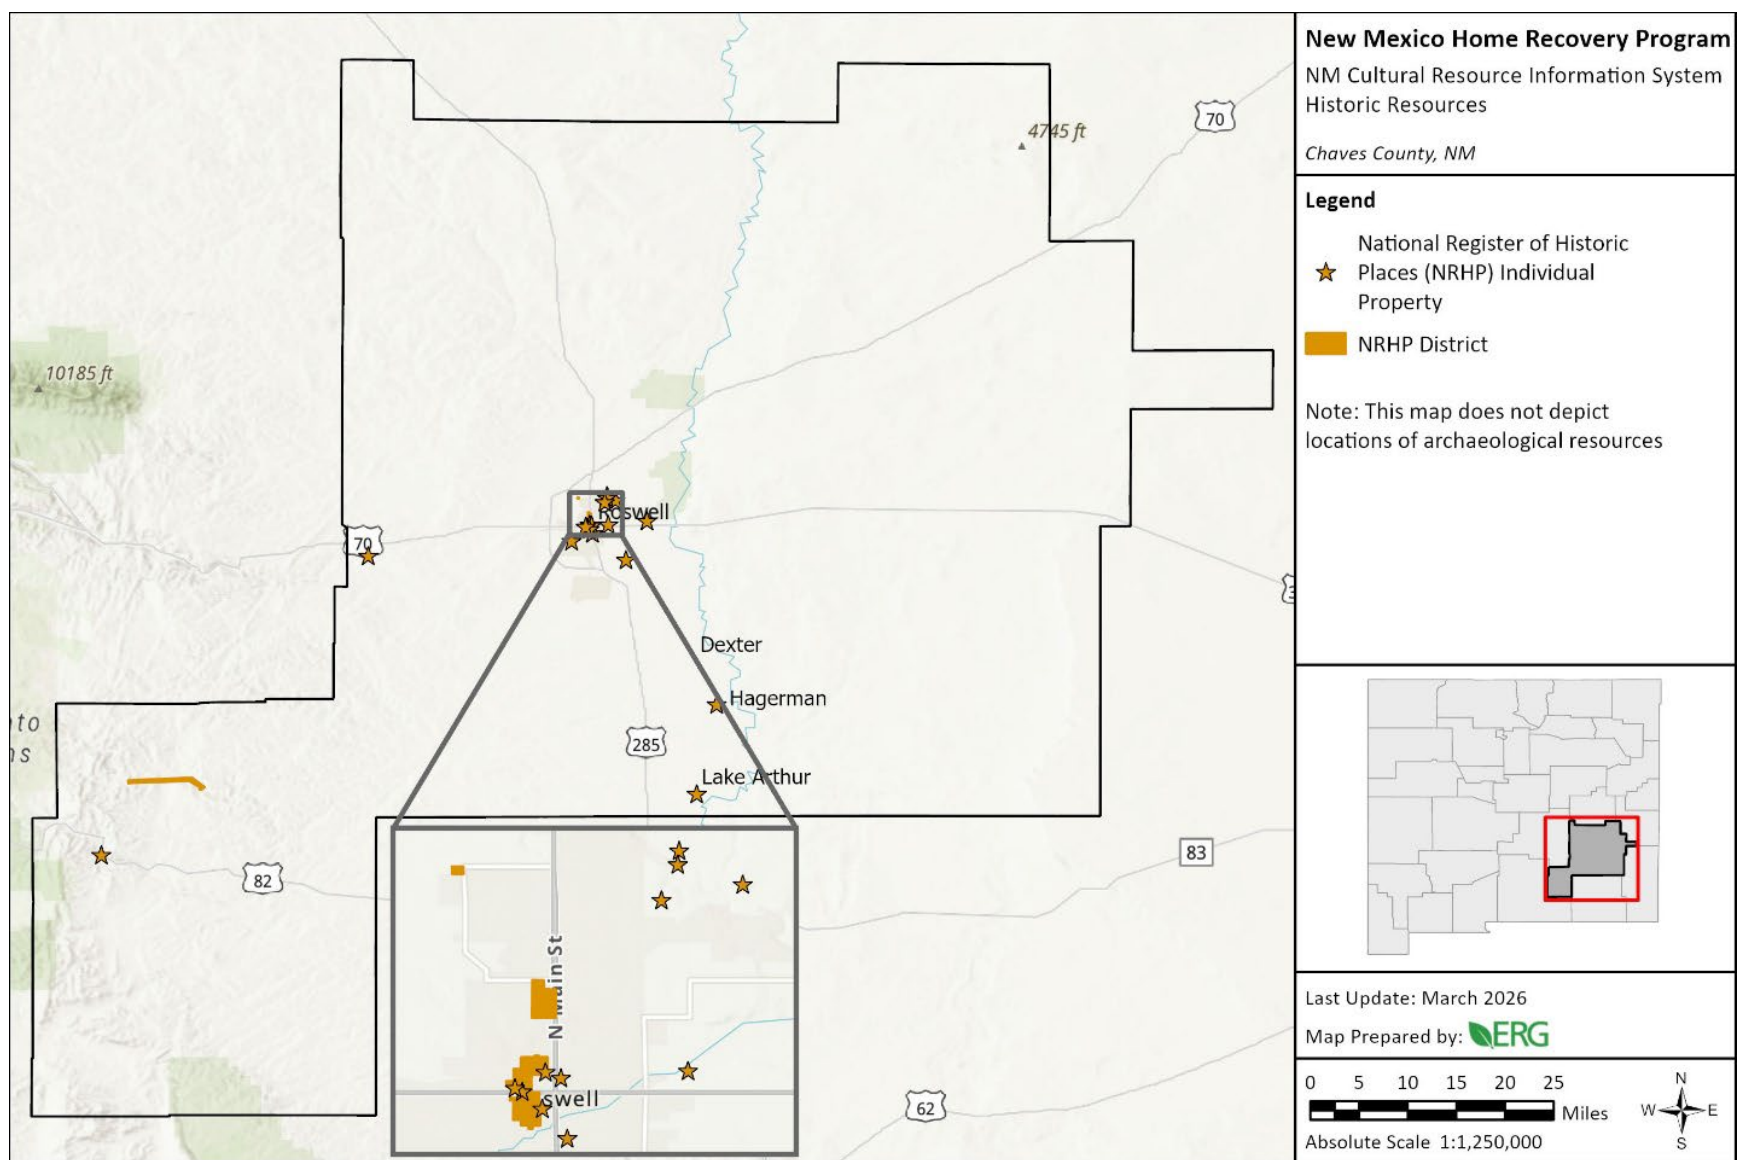 New Mexico Home Recovery Program
NM Cultural Resource Information System
Historic Resources
Chaves County, NM
Legend
National Register of Historic
Places (NRHP) Individual
Property
NRHP District
Note: This map does not depict
locations of archaeological resources
Last Update: March 2026
Map Prepared by: ERG
0 5 10 15 20 25
Miles
Absolute Scale 1:1,250,000
N
W E
S
70
4745 ft
10185 ft
Roswell
70
Dexter
Hagerman
285
Lake Arthur
to
ns
82
83
62
3
N Main St
swell